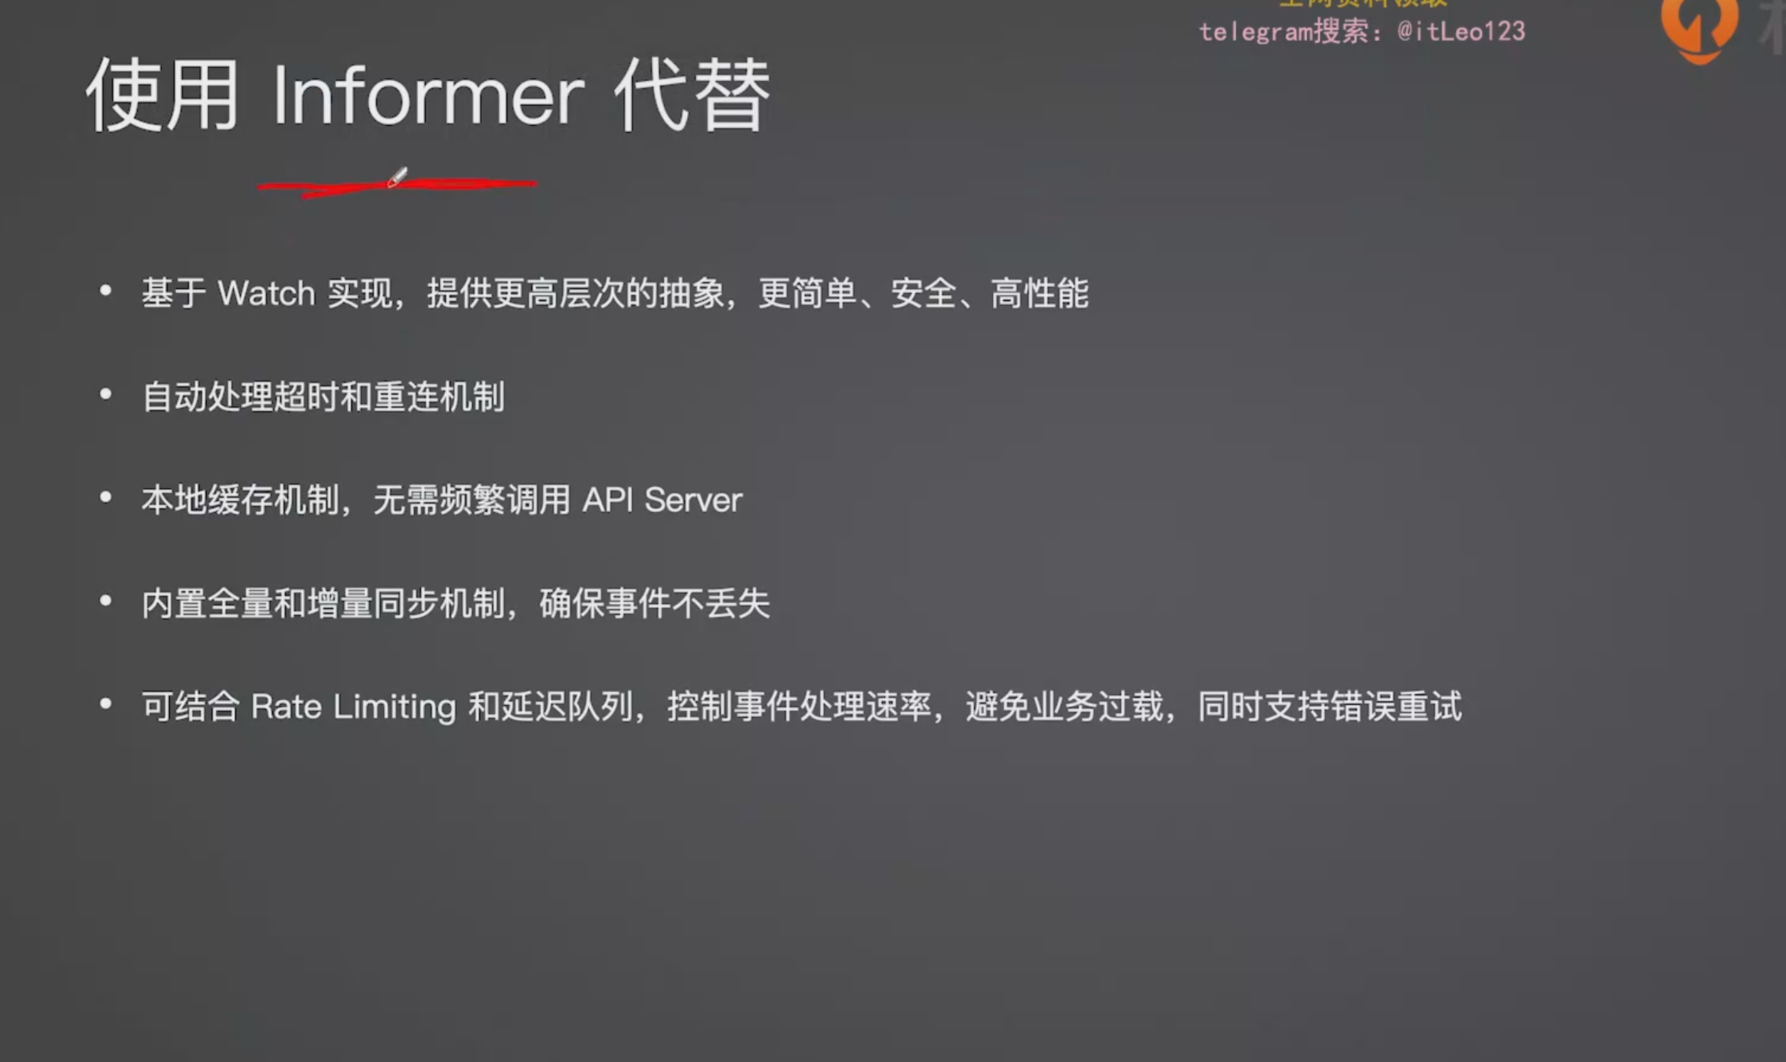 telegram搜索：@itLeo123
使用 Informer 代替
• 基于 Watch 实现，提供更高层次的抽象，更简单、安全、高性能
• 自动处理超时和重连机制
• 本地缓存机制，无需频繁调用 API Server
• 内置全量和增量同步机制，确保事件不丢失
• 可结合 Rate Limiting 和延迟队列，控制事件处理速率，避免业务过载，同时支持错误重试